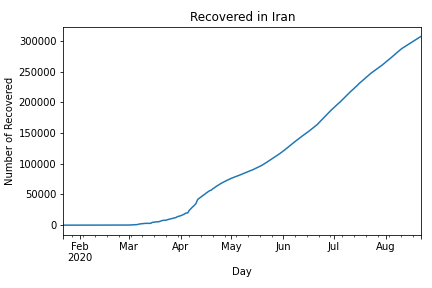 Recovered in Iran
Number of Recovered
300000
250000
200000
150000
100000
50000
0
Feb Mar Apr May Jun Jul Aug
2020
Day